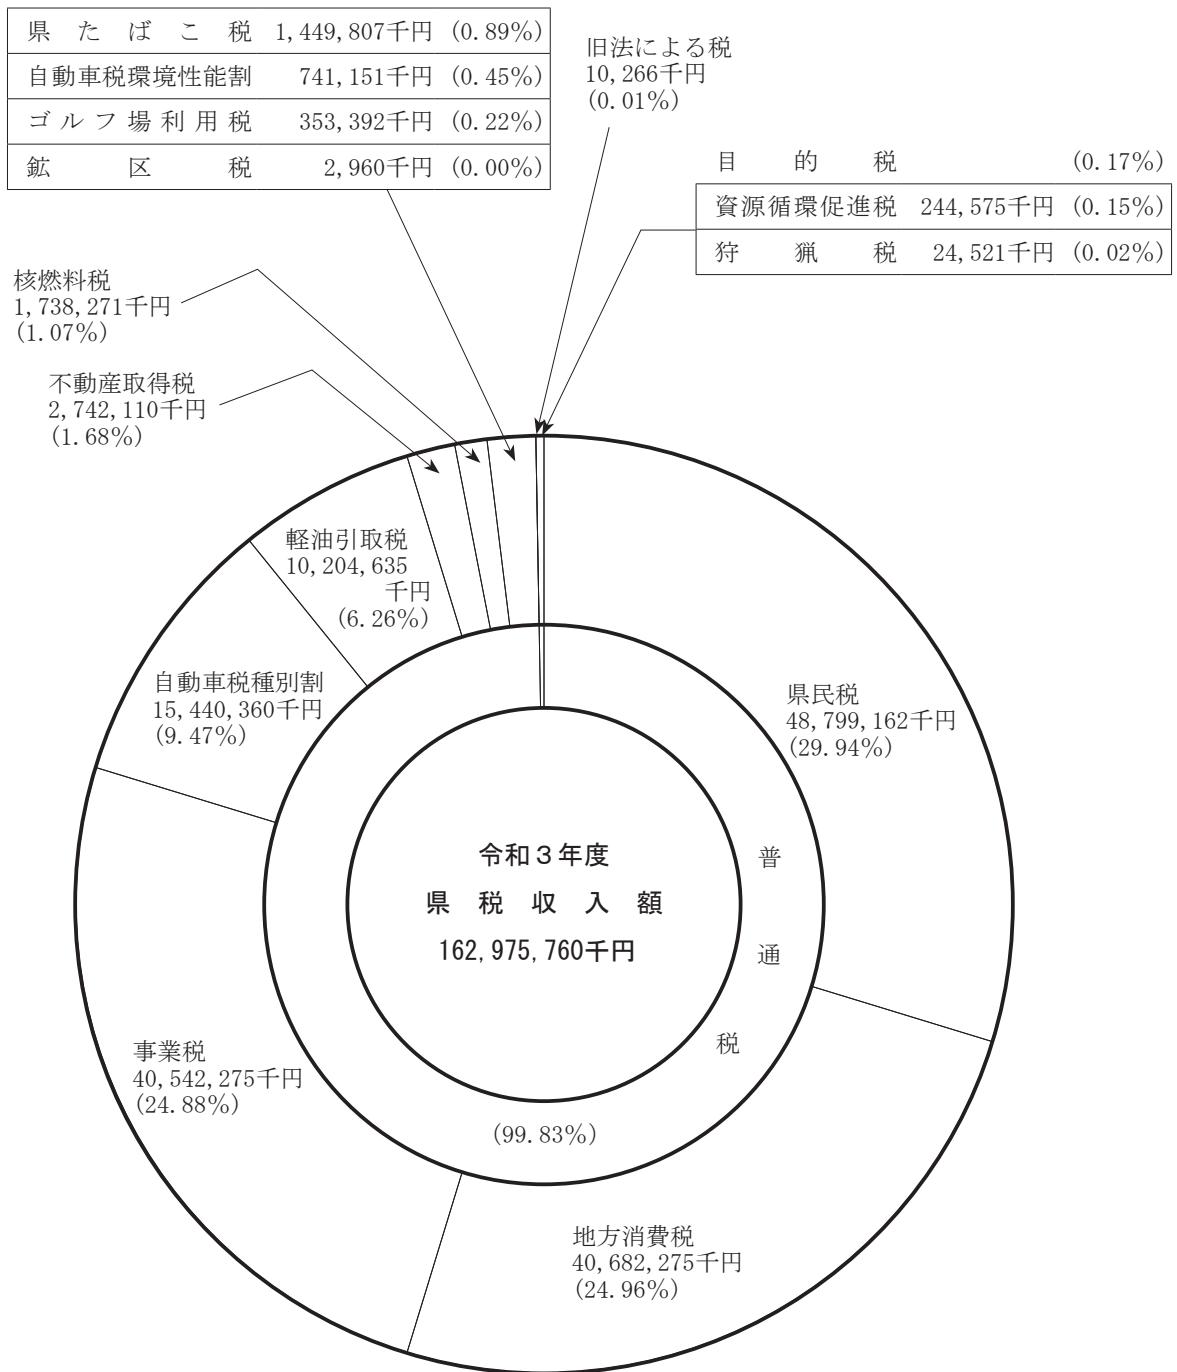 県たばこ税 1,449,807千円 (0.89%)
自動車税環境性能割 741,151千円 (0.45%)
ゴルフ場利用税 353,392千円 (0.22%)
鉱区税 2,960千円 (0.00%)
旧法による税
10,266千円
(0.01%)
目的税 (0.17%)
資源循環促進税 244,575千円 (0.15%)
狩猟税 24,521千円 (0.02%)
核燃料税
1,738,271千円
(1.07%)
不動産取得税
2,742,110千円
(1.68%)
軽油引取税
10,204,635
千円
(6.26%)
自動車税種別割
15,440,360千円
(9.47%)
県民税
48,799,162千円
(29.94%)
令和3年度
県税収入額
162,975,760千円
普
通
税
(99.83%)
事業税
40,542,275千円
(24.88%)
地方消費税
40,682,275千円
(24.96%)